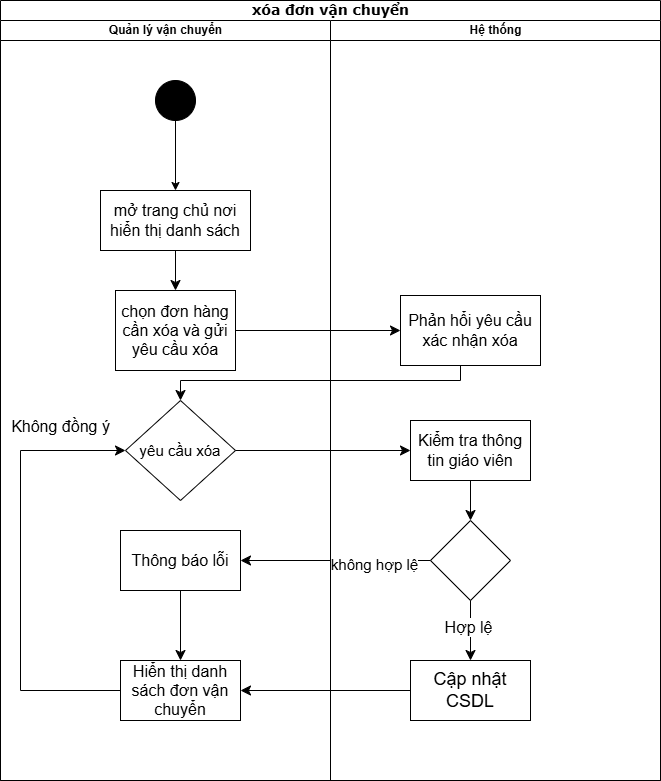 xóa đơn vận chuyển
Quản lý vận chuyển
Hệ thống
mở trang chủ nơi
hiển thị danh sách
chọn đơn hàng
cần xóa và gửi
yêu cầu xóa
Phản hổi yêu cầu
xác nhận xóa
Không đồng ý
yêu cầu xóa
Kiểm tra thông
tin giáo viên
Thông báo lỗi
không hợp lệ
Hợp lệ
Hiển thị danh
sách đơn vận
chuyển
Cập nhật
CSDL